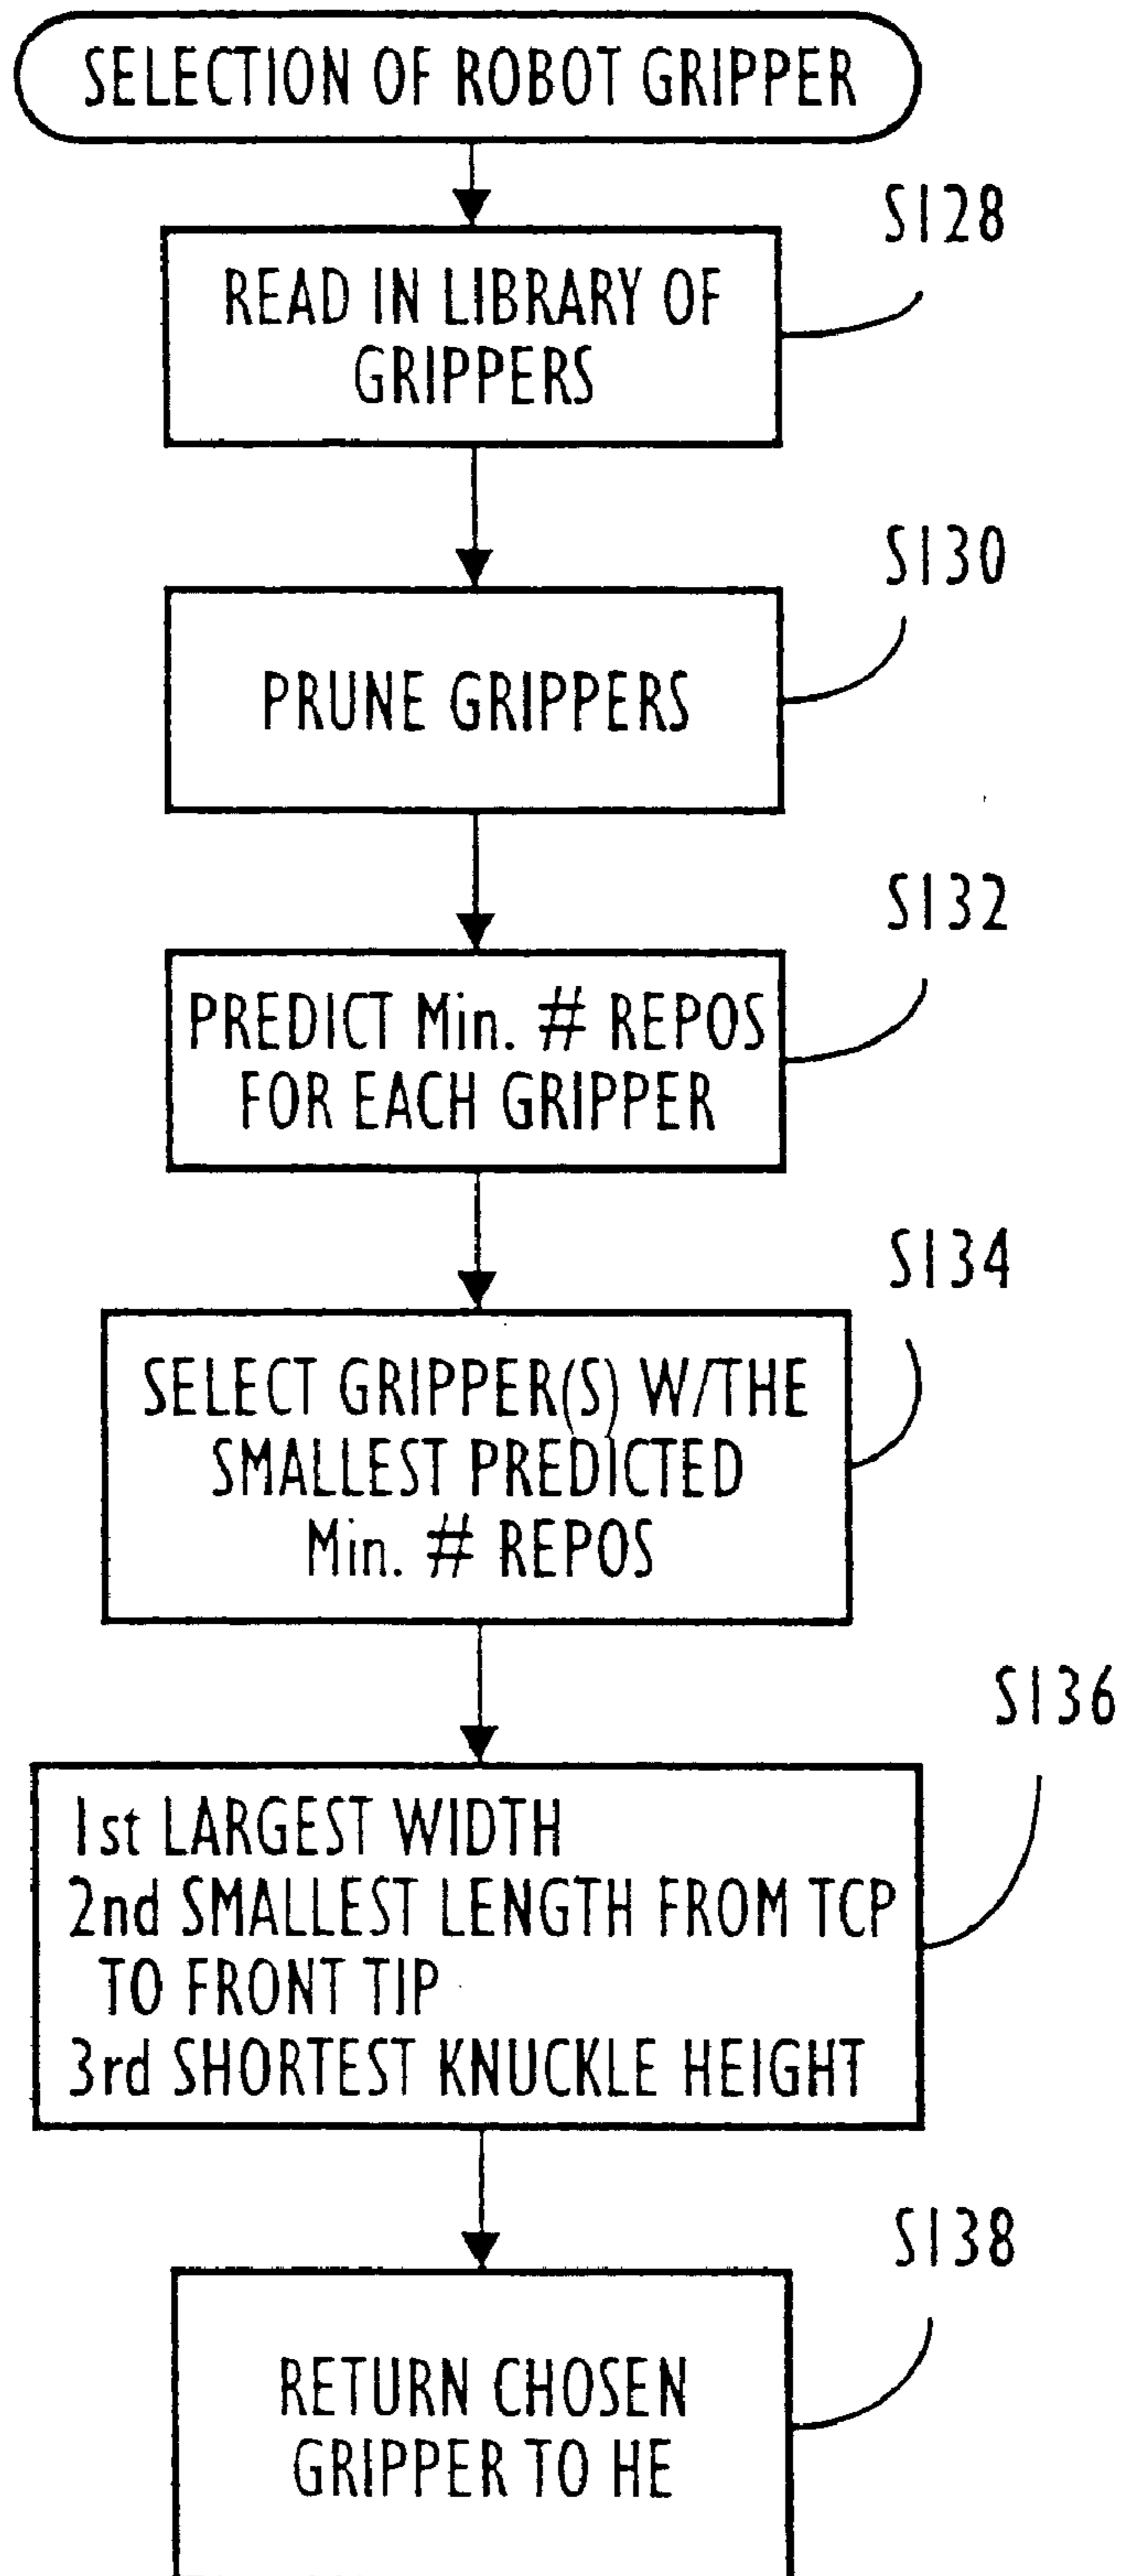 SELECTION OF ROBOT GRIPPER
S128
READ IN LIBRARY OF
GRIPPERS
S130
PRUNE GRIPPERS
S132
PREDICT Min. # REPOS
FOR EACH GRIPPER
S134
SELECT GRIPPER(S) W/THE
SMALLEST PREDICTED
Min. # REPOS
S136
1st LARGEST WIDTH
2nd SMALLEST LENGTH FROM TCP
TO FRONT TIP
3rd SHORTEST KNUCKLE HEIGHT
S138
RETURN CHOSEN
GRIPPER TO HE